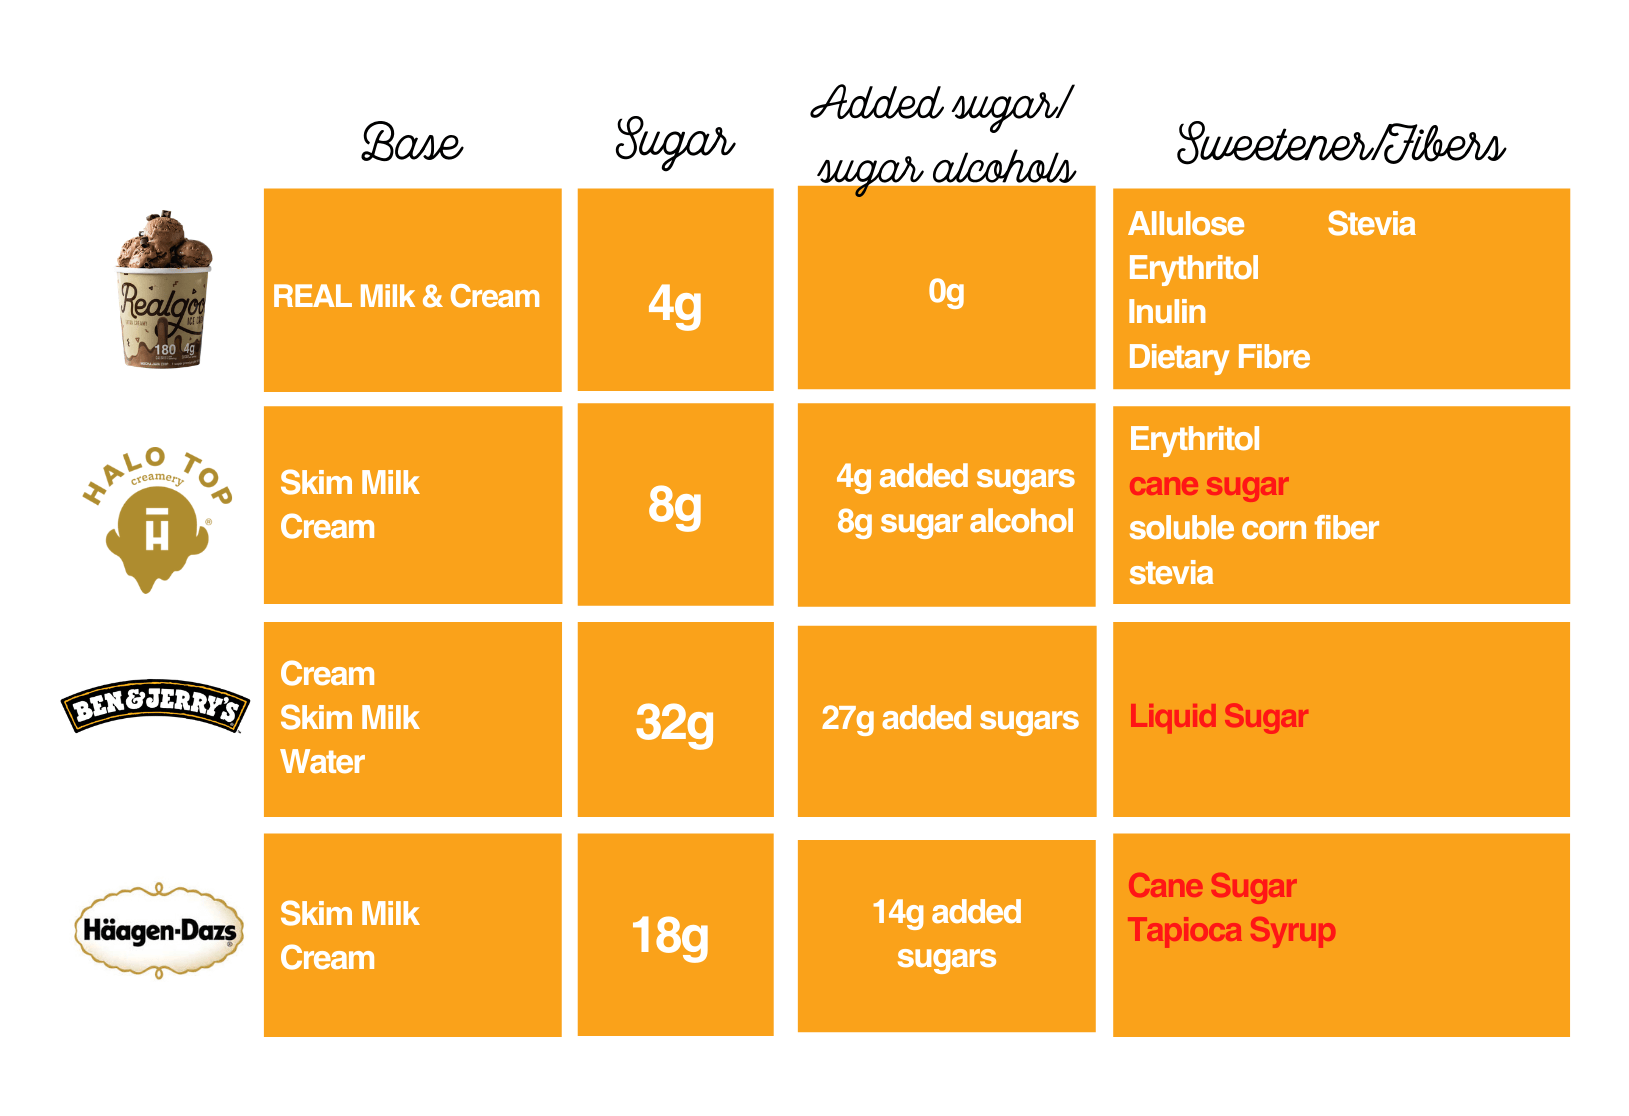 Base
Sugar
Added sugar/
sugar alcohols
Sweetener/Fibers
Realgoo
180 4g
REAL Milk & Cream
4g
0g
Allulose Stevia
Erythritol
Inulin
Dietary Fibre
HALO TOP
creamery
H
®
Skim Milk
Cream
8g
4g added sugars
8g sugar alcohol
Erythritol
cane sugar
soluble corn fiber
stevia
BEN & JERRY'S
Cream
Skim Milk
Water
32g
27g added sugars
Liquid Sugar
Häagen-Dazs
®
Skim Milk
Cream
18g
14g added
sugars
Cane Sugar
Tapioca Syrup